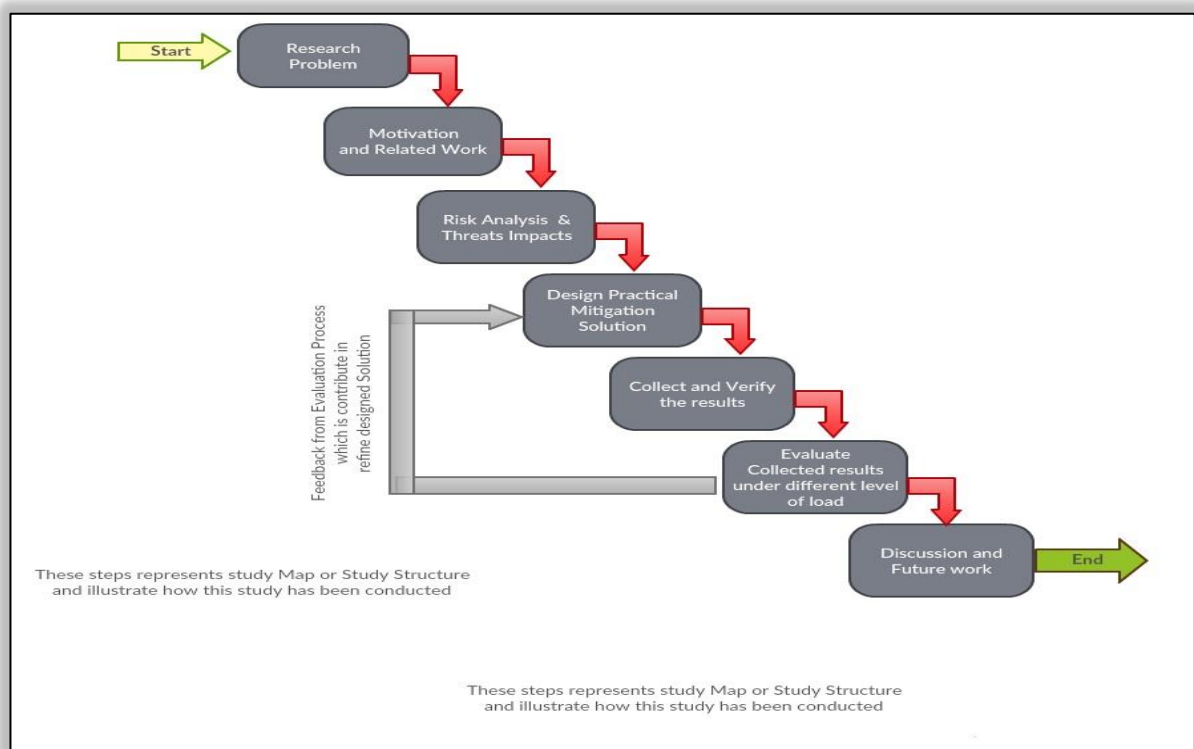 Start
Research
Problem
Motivation
and Related Work
Risk Analysis &
Threats Impacts
Design Practical
Mitigation
Solution
Feedback from Evaluation Process
which is contribute in
refine designed Solution
Collect and Verify
the results
Evaluate
Collected results
under different level
of load
Discussion and
Future work
End
These steps represents study Map or Study Structure
and illustrate how this study has been conducted
These steps represents study Map or Study Structure
and illustrate how this study has been conducted